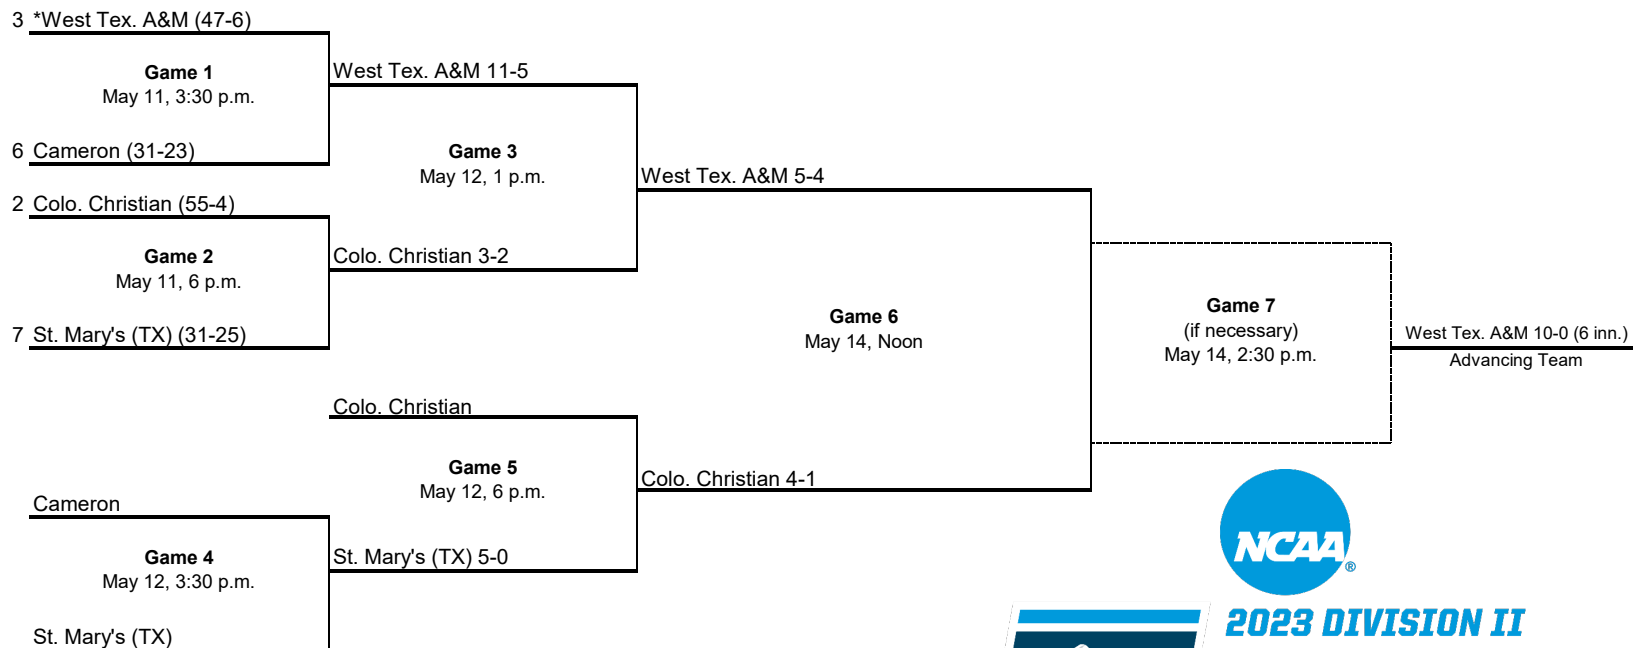 3 *West Tex. A&M (47-6)
Game 1
May 11, 3:30 p.m.
West Tex. A&M 11-5
6 Cameron (31-23)
Game 3
May 12, 1 p.m.
West Tex. A&M 5-4
2 Colo. Christian (55-4)
Game 2
May 11, 6 p.m.
Colo. Christian 3-2
7 St. Mary's (TX) (31-25)
Game 6
May 14, Noon
Game 7
(if necessary)
May 14, 2:30 p.m.
West Tex. A&M 10-0 (6 inn.)
Advancing Team
Colo. Christian
Game 5
May 12, 6 p.m.
Colo. Christian 4-1
Cameron
Game 4
May 12, 3:30 p.m.
St. Mary's (TX) 5-0
St. Mary's (TX)
NCAA®
2023 DIVISION II